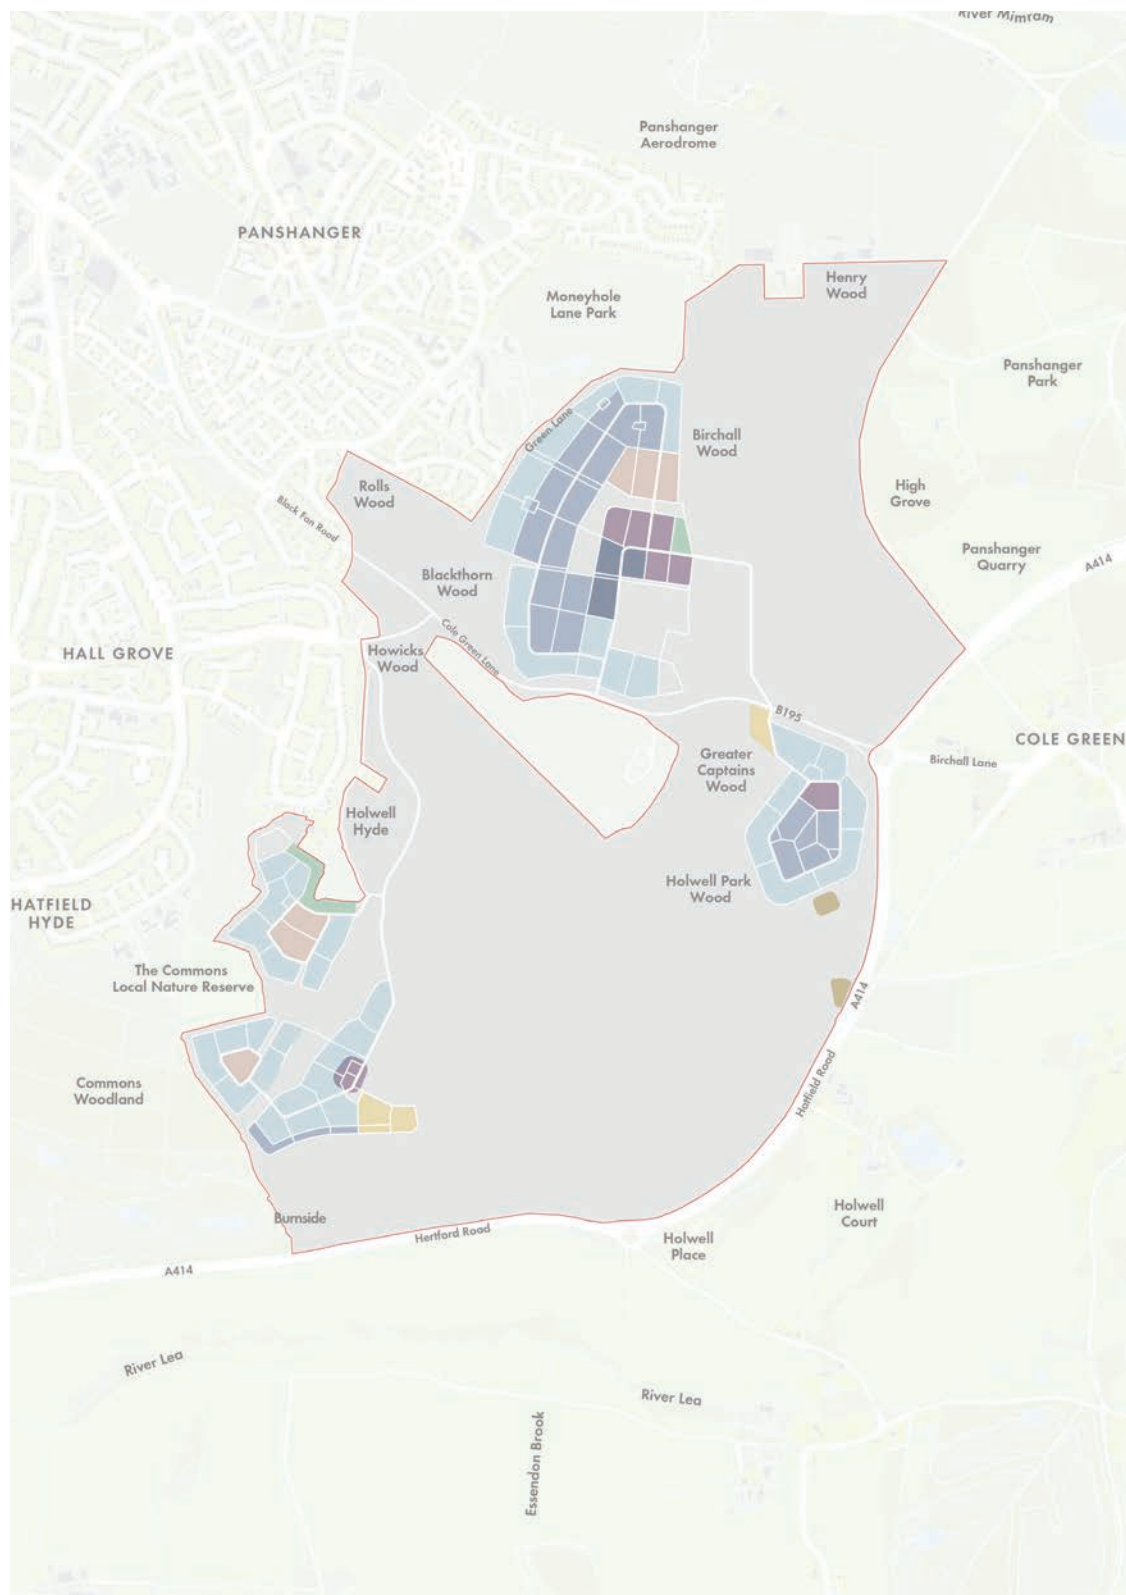 River Mimram
Panshanger
Aerodrome
PANSHANGER
Henry
Wood
Moneyhole
Lane Park
Panshanger
Park
Green Lane
Birchall
Wood
Rolls
Wood
High
Grove
Black Fan Road
Panshanger
Quarry
A414
Blackthorn
Wood
Cole Green Lane
HALL GROVE
Howicks
Wood
B195
COLE GREEN
Greater
Captains
Wood
Birchall Lane
Holwell
Hyde
Holwell Park
Wood
HATFIELD
HYDE
The Commons
Local Nature Reserve
A414
Hatfield Road
Commons
Woodland
Holwell
Court
Burnside
Hertford Road
Holwell
Place
A414
River Lea
River Lea
Essendon Brook